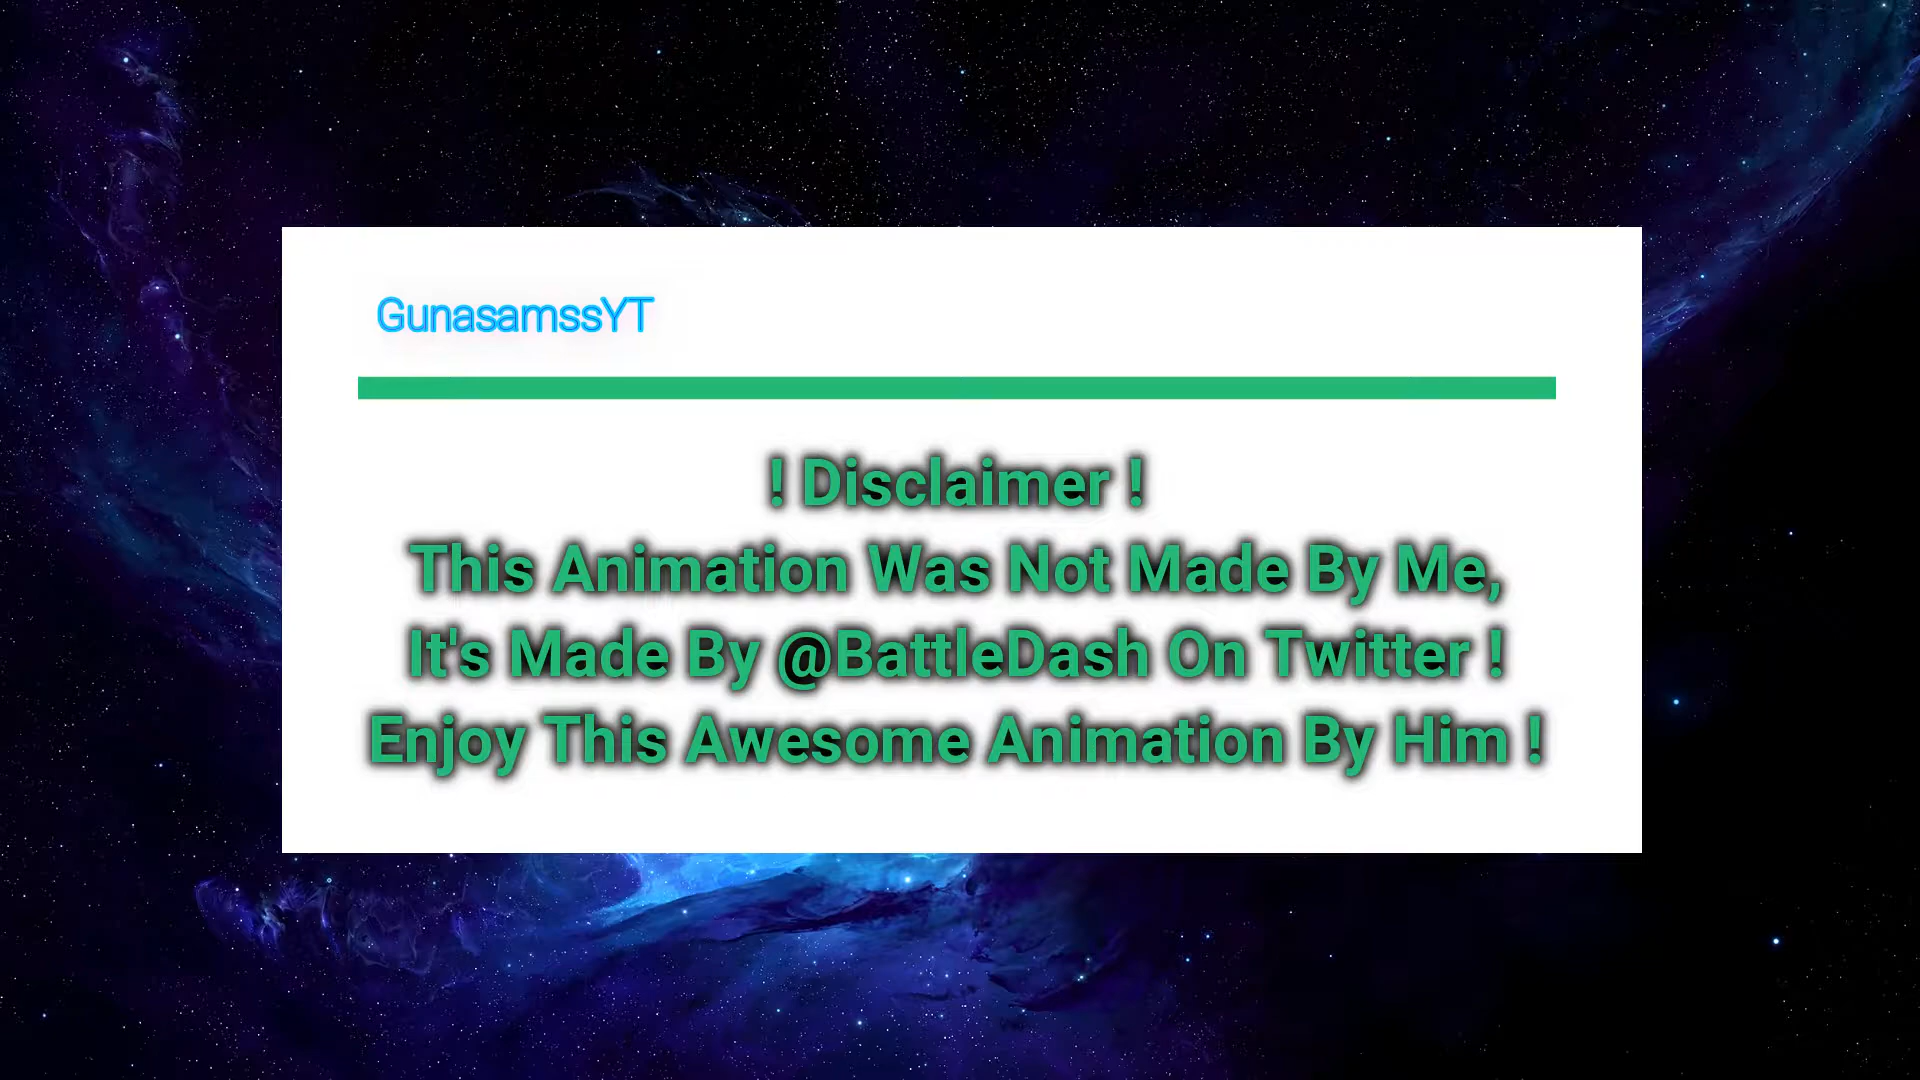 GunasamssYT
! Disclaimer !
This Animation Was Not Made By Me,
It's Made By @BattleDash On Twitter !
Enjoy This Awesome Animation By Him !